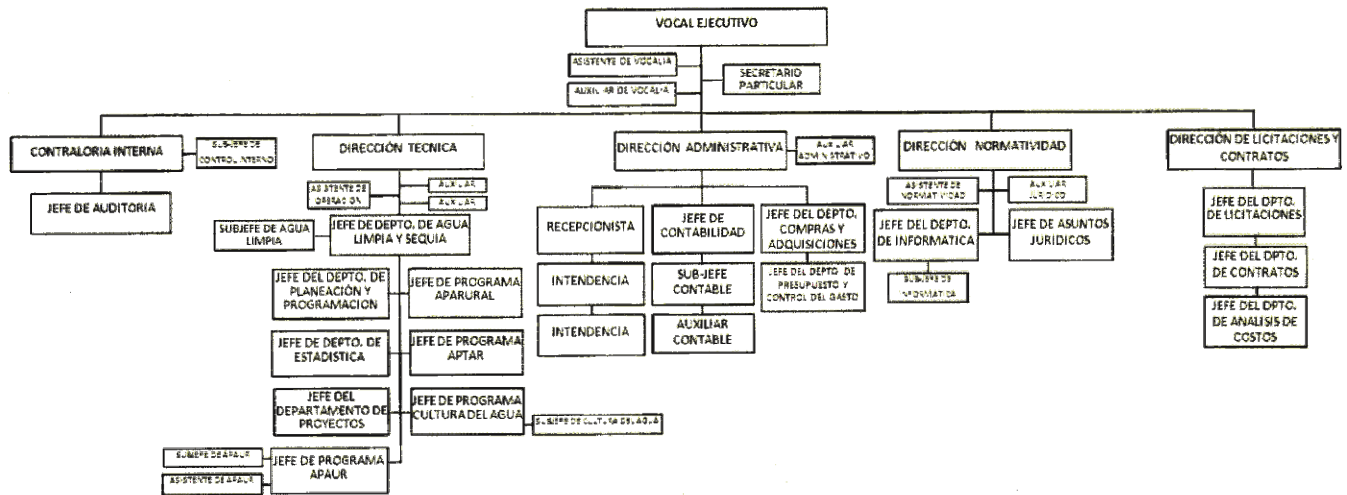 VOCAL EJECUTIVO
ASISTENTE DE VOCALIA
SECRETARIO
PARTICULAR
AUXILIAR DE VOCALIA
CONTRALORIA INTERNA
SUB-JEFE DE
CONTROL INTERNO
JEFE DE AUDITORIA
DIRECCIÓN TECNICA
ASISTENTE DE
OPERACIÓN
AUXILIAR
AUXILIAR
SUBJEFE DE AGUA
LIMPIA
JEFE DE DEPTO. DE AGUA
LIMPIA Y SEQUIA
JEFE DEL DEPTO. DE
PLANEACIÓN Y
PROGRAMACION
JEFE DE PROGRAMA
APARURAL
JEFE DE DEPTO. DE
ESTADISTICA
JEFE DE PROGRAMA
APTAR
JEFE DEL
DEPARTAMENTO DE
PROYECTOS
JEFE DE PROGRAMA
CULTURA DEL AGUA
SUBJEFE DE CULTURA DEL AGUA
SUBJEFE DE APAUR
ASISTENTE DE APAUR
JEFE DE PROGRAMA
APAUR
DIRECCIÓN ADMINISTRATIVA
AUXILIAR
ADMINISTRATIVO
RECEPCIONISTA
INTENDENCIA
INTENDENCIA
JEFE DE
CONTABILIDAD
SUB-JEFE
CONTABLE
AUXILIAR
CONTABLE
JEFE DEL DEPTO.
COMPRAS Y
ADQUISICIONES
JEFE DEL DEPTO. DE
PRESUPUESTO Y
CONTROL DEL GASTO
DIRECCIÓN NORMATIVIDAD
ASISTENTE DE
NORMATIVIDAD
AUXILIAR
JURIDICO
JEFE DEL DEPTO.
DE INFORMATICA
JEFE DE ASUNTOS
JURIDICOS
SUBJEFE DE
INFORMATICA
DIRECCIÓN DE LICITACIONES Y
CONTRATOS
JEFE DEL DPTO.
DE LICITACIONES
JEFE DEL DPTO.
DE CONTRATOS
JEFE DEL DPTO.
DE ANALISIS DE
COSTOS